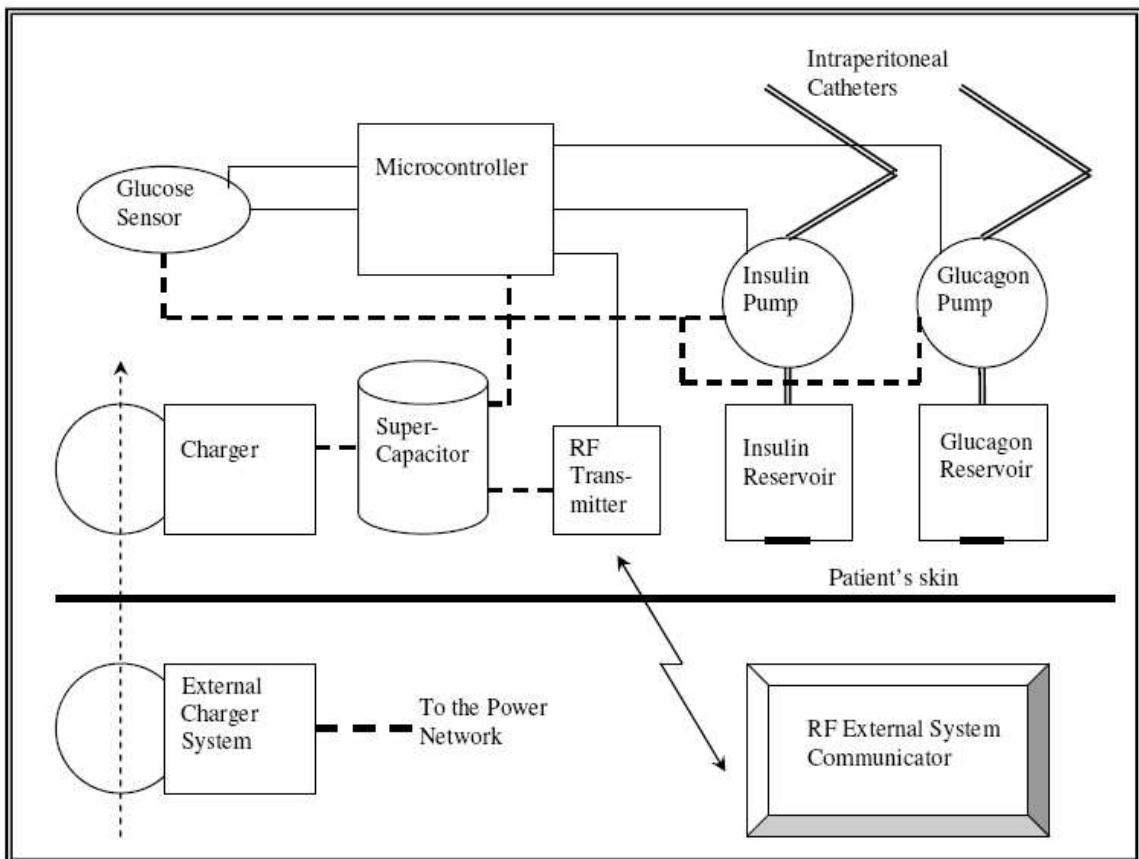 Intraperitoneal
Catheters
Microcontroller
Glucose
Sensor
Insulin
Pump
Glucagon
Pump
Charger
Super-
Capacitor
RF
Trans-
mitter
Insulin
Reservoir
Glucagon
Reservoir
Patient's skin
External
Charger
System
To the Power
Network
RF External System
Communicator